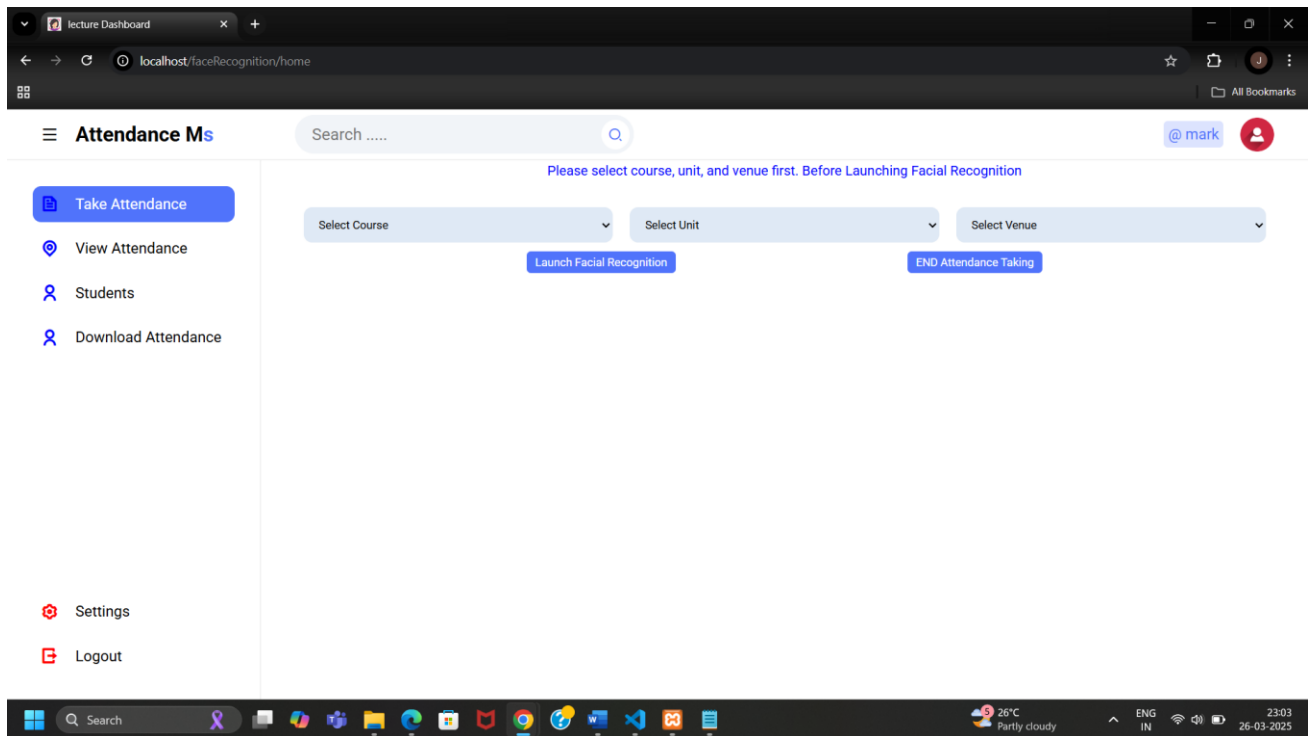 lecture Dashboard
localhost/faceRecognition/home
J
All Bookmarks
Attendance Ms
Search .....
@ mark
Please select course, unit, and venue first. Before Launching Facial Recognition
Take Attendance
Select Course
Select Unit
Select Venue
View Attendance
Launch Facial Recognition
END Attendance Taking
Students
Download Attendance
Settings
Logout
Search
5
26°C
Partly cloudy
ENG
IN
23:03
26-03-2025